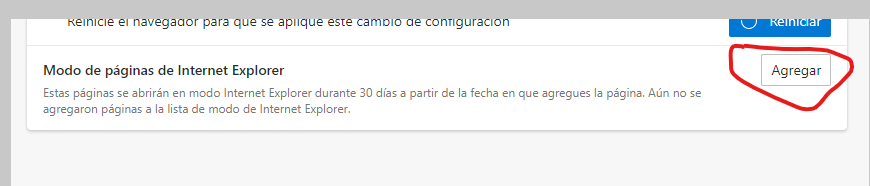 Reinicie el navegador para que se aplique este cambio de configuración
Reiniciar
Modo de páginas de Internet Explorer
Agregar
Estas páginas se abrirán en modo Internet Explorer durante 30 días a partir de la fecha en que agregues la página. Aún no se
agregaron páginas a la lista de modo de Internet Explorer.